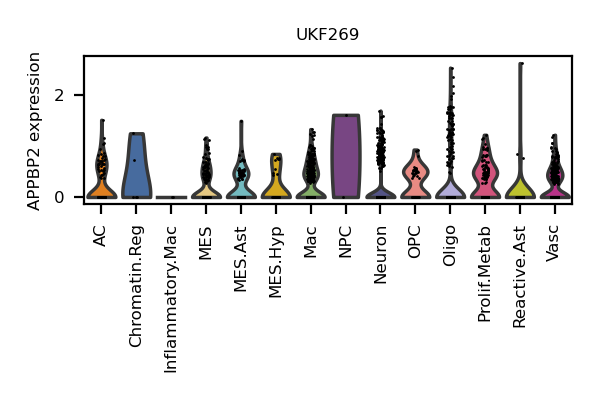 UKF269
APPBP2 expression
2
0
AC
Chromatin.Reg
Inflammatory.Mac
MES
MES.Ast
MES.Hyp
Mac
NPC
Neuron
OPC
Oligo
Prolif.Metab
Reactive.Ast
Vasc